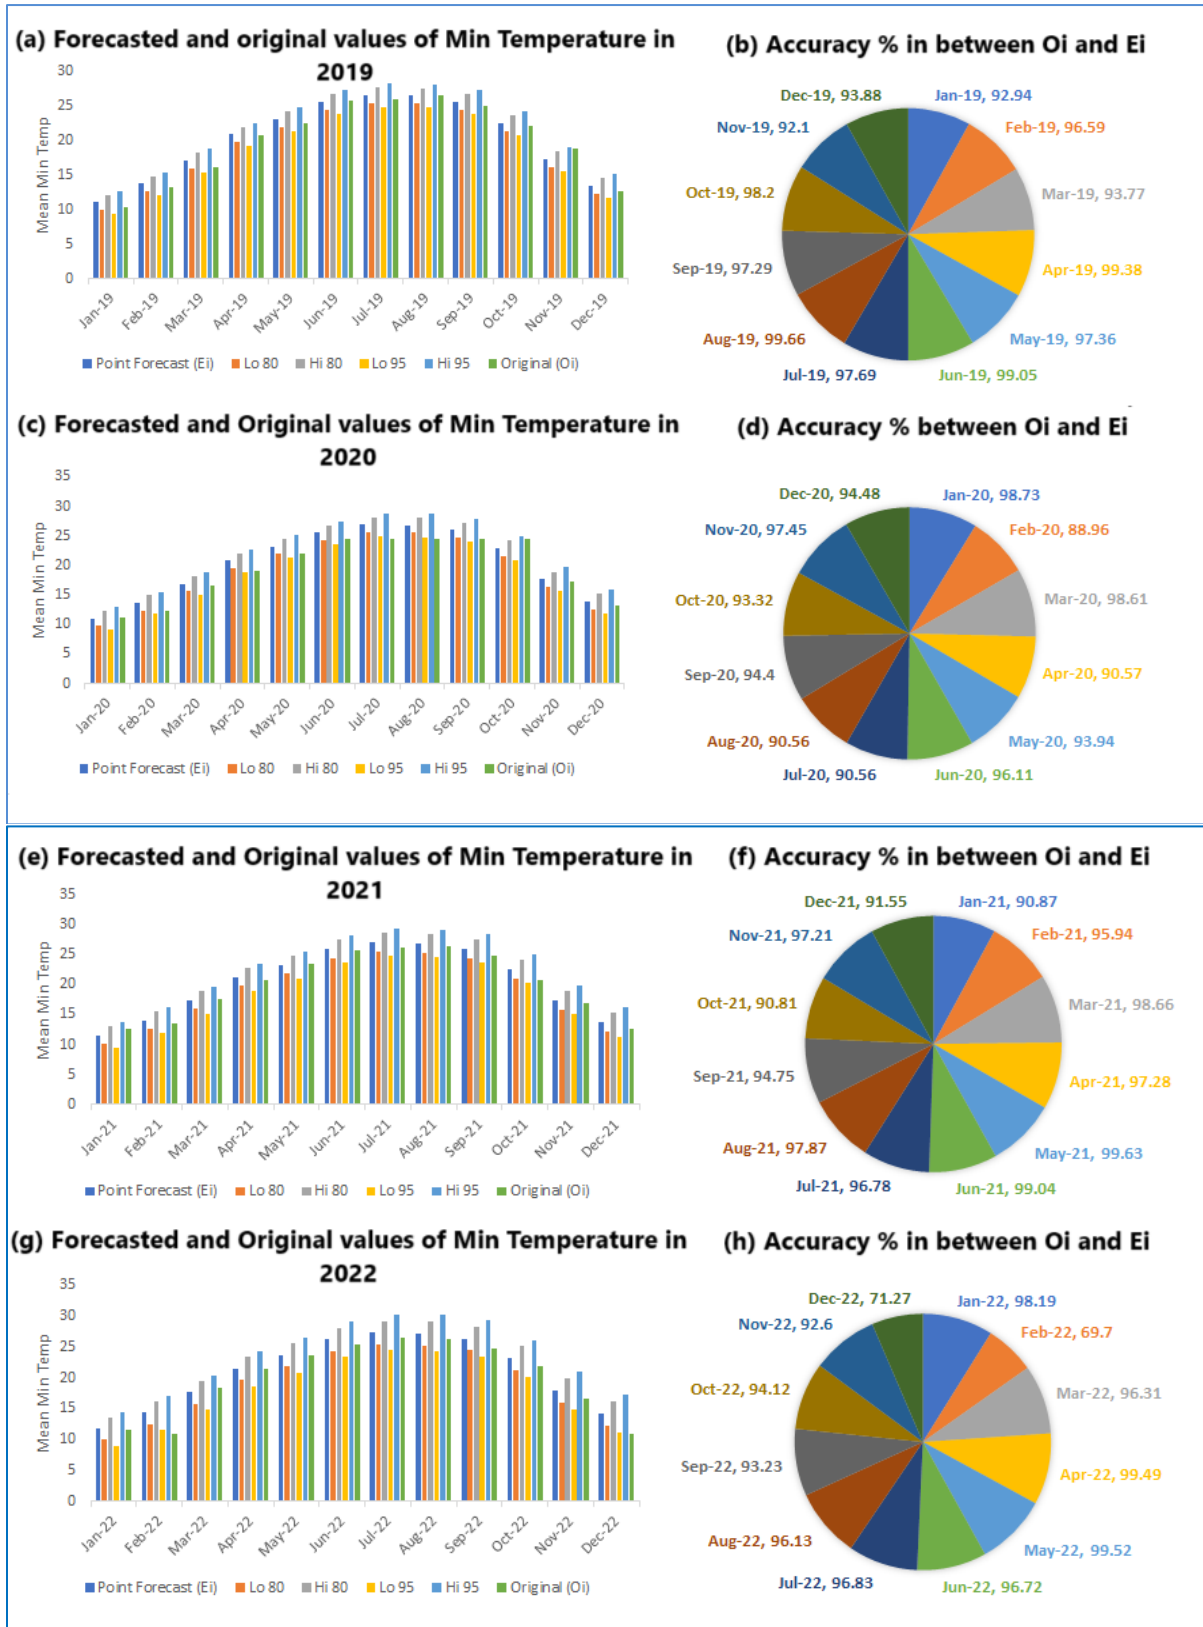 (a) Forecasted and original values of Min Temperature in
2019
30
25
20
15
10
5
0
Mean Min Temp
Jan-19
Feb-19
Mar-19
Apr-19
May-19
Jun-19
Jul-19
Aug-19
Sep-19
Oct-19
Nov-19
Dec-19
Point Forecast (Ei) Lo 80 Hi 80 Lo 95 Hi 95 Original (Oi)
(b) Accuracy % in between Oi and Ei
Dec-19, 93.88
Jan-19, 92.94
Nov-19, 92.1
Feb-19, 96.59
Oct-19, 98.2
Mar-19, 93.77
Sep-19, 97.29
Apr-19, 99.38
Aug-19, 99.66
May-19, 97.36
Jul-19, 97.69
Jun-19, 99.05
(c) Forecasted and Original values of Min Temperature in
2020
35
30
25
20
15
10
5
0
Mean Min Temp
Jan-20
Feb-20
Mar-20
Apr-20
May-20
Jun-20
Jul-20
Aug-20
Sep-20
Oct-20
Nov-20
Dec-20
Point Forecast (Ei) Lo 80 Hi 80 Lo 95 Hi 95 Original (Oi)
(d) Accuracy % between Oi and Ei
Dec-20, 94.48
Jan-20, 98.73
Nov-20, 97.45
Feb-20, 88.96
Oct-20, 93.32
Mar-20, 98.61
Sep-20, 94.4
Apr-20, 90.57
Aug-20, 90.56
May-20, 93.94
Jul-20, 90.56
Jun-20, 96.11
(e) Forecasted and Original values of Min Temperature in
2021
35
30
25
20
15
10
5
0
Mean Min Temp
Jan-21
Feb-21
Mar-21
Apr-21
May-21
Jun-21
Jul-21
Aug-21
Sep-21
Oct-21
Nov-21
Dec-21
Point Forecast (Ei) Lo 80 Hi 80 Lo 95 Hi 95 Original (Oi)
(f) Accuracy % in between Oi and Ei
Dec-21, 91.55
Jan-21, 90.87
Nov-21, 97.21
Feb-21, 95.94
Oct-21, 90.81
Mar-21, 98.66
Sep-21, 94.75
Apr-21, 97.28
Aug-21, 97.87
May-21, 99.63
Jul-21, 96.78
Jun-21, 99.04
(g) Forecasted and Original values of Min Temperature in
2022
35
30
25
20
15
10
5
0
Mean Min Temp
Jan-22
Feb-22
Mar-22
Apr-22
May-22
Jun-22
Jul-22
Aug-22
Sep-22
Oct-22
Nov-22
Dec-22
Point Forecast (Ei) Lo 80 Hi 80 Lo 95 Hi 95 Original (Oi)
(h) Accuracy % in between Oi and Ei
Dec-22, 71.27
Jan-22, 98.19
Nov-22, 92.6
Feb-22, 69.7
Oct-22, 94.12
Mar-22, 96.31
Sep-22, 93.23
Apr-22, 99.49
Aug-22, 96.13
May-22, 99.52
Jul-22, 96.83
Jun-22, 96.72